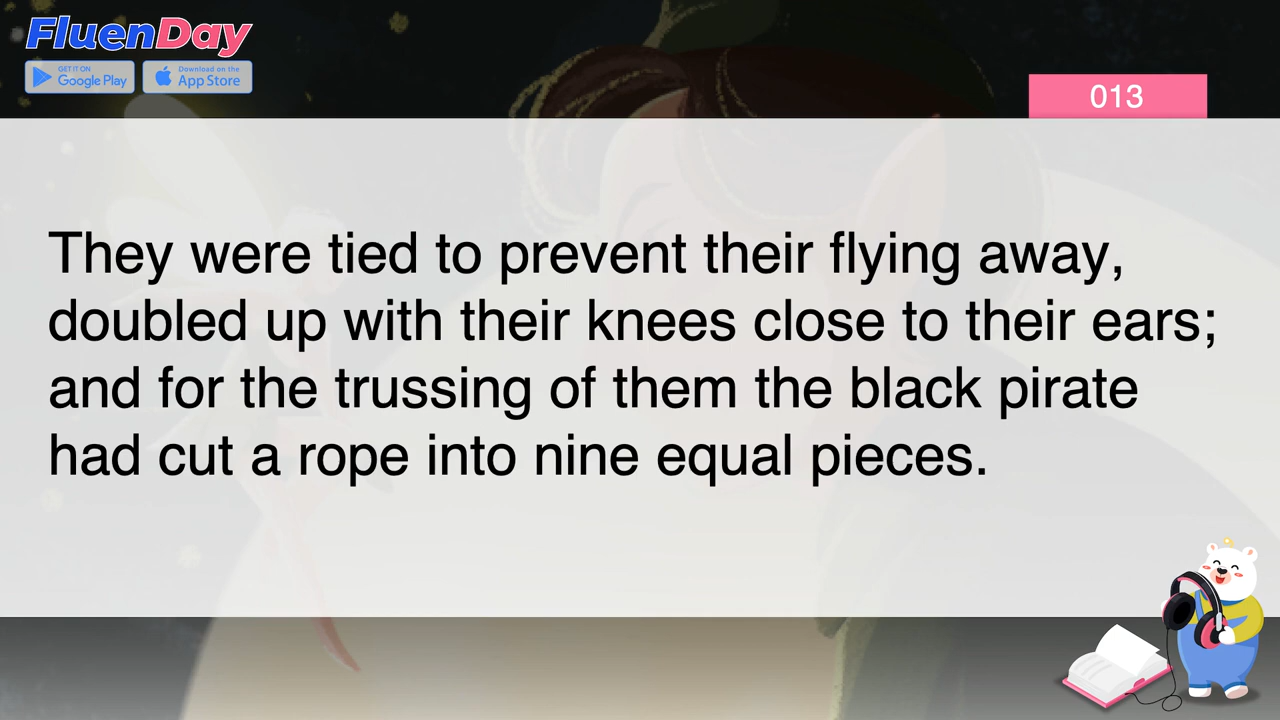 FluenDay
GET IT ON
Google Play
Download on the
App Store
013
They were tied to prevent their flying away,
doubled up with their knees close to their ears;
and for the trussing of them the black pirate
had cut a rope into nine equal pieces.